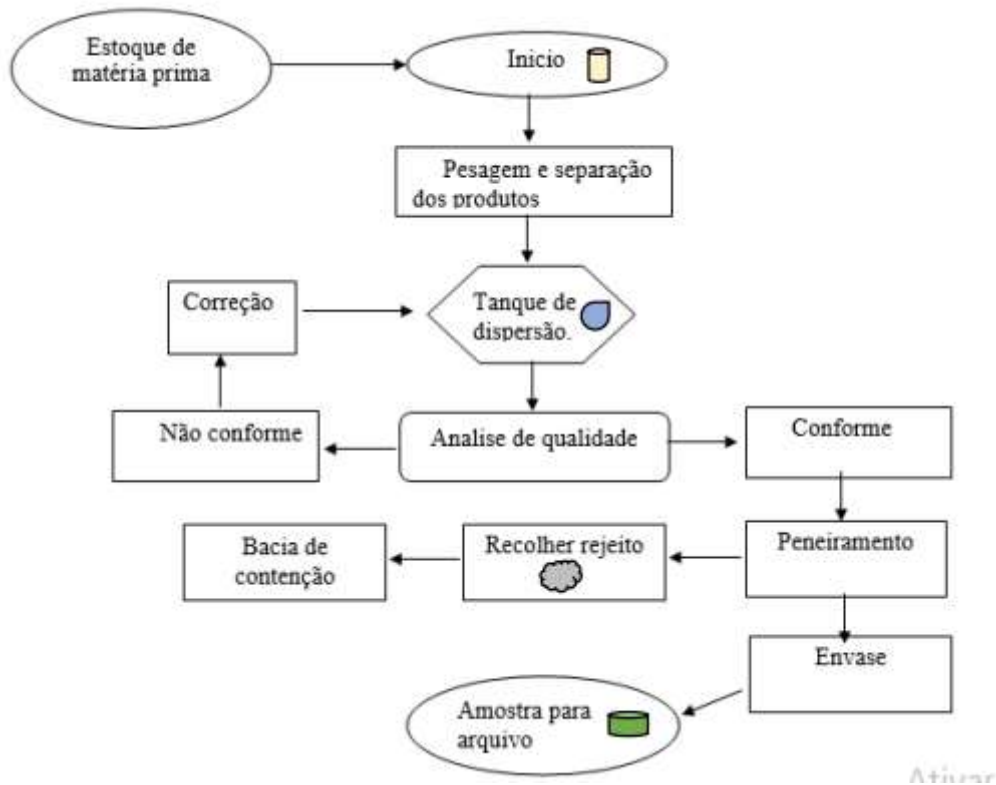 Estoque de
matéria prima
Inicio
Pesagem e separação
dos produtos
Correção
Tanque de
dispersão.
Não conforme
Analise de qualidade
Conforme
Bacia de
contenção
Recolher rejeito
Peneiramento
Envase
Amostra para
arquivo
Ativar